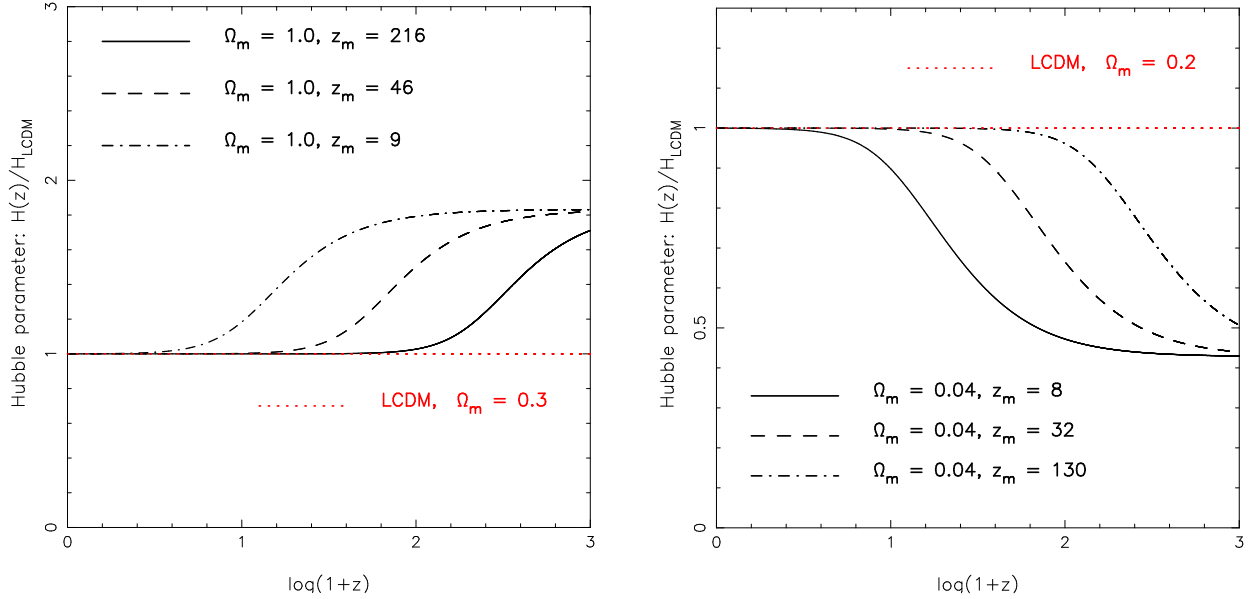 Ωm = 1.0, zm = 216
Ωm = 1.0, zm = 46
Ωm = 1.0, zm = 9
LCDM, Ωm = 0.3
Hubble parameter: H(z)/HLCDM
0
1
2
3
0
1
2
3
log(1+z)
LCDM, Ωm = 0.2
Ωm = 0.04, zm = 8
Ωm = 0.04, zm = 32
Ωm = 0.04, zm = 130
Hubble parameter: H(z)/HLCDM
0
0.5
1
0
1
2
3
log(1+z)